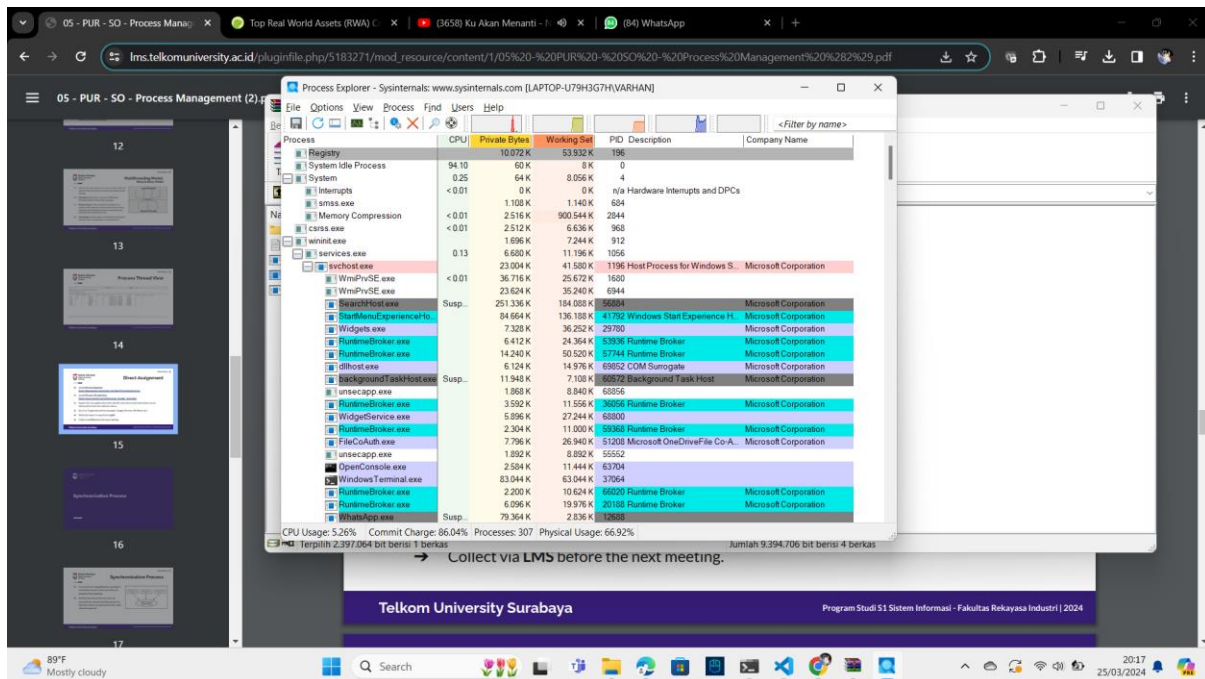 05 - PUR - SO - Process Manag
Top Real World Assets (RWA) C
(3658) Ku Akan Menanti - N
(84) WhatsApp
lms.telkomuniversity.ac.id/pluginfile.php/5183271/mod_resource/content/1/05%20-%20PUR%20-%20SO%20-%20Process%20Management%20%282%29.pdf
05 - PUR - SO - Process Management (2).p
12
13
14
Direct Assignment
15
16
17
Process Explorer - Sysinternals: www.sysinternals.com [LAPTOP-U79H3G7H\VARHAN]
File Options View Process Find Users Help
<Filter by name>
Process CPU Private Bytes Working Set PID Description Company Name
Registry 10.072 K 53.932 K 196
System Idle Process 94.10 60 K 8 K 0
System 0.25 64 K 8.056 K 4
Interrupts < 0.01 0 K 0 K n/a Hardware Interrupts and DPCs
smss.exe 1.108 K 1.140 K 684
Memory Compression < 0.01 2.516 K 900.544 K 2844
csrss.exe < 0.01 2.512 K 6.636 K 968
wininit.exe 1.696 K 7.244 K 912
services.exe 0.13 6.680 K 11.196 K 1056
svchost.exe 23.004 K 41.580 K 1196 Host Process for Windows S... Microsoft Corporation
WmiPrvSE.exe < 0.01 36.716 K 25.672 K 1680
WmiPrvSE.exe 23.624 K 35.240 K 6944
SearchHost.exe Susp... 251.336 K 184.088 K 56884 Microsoft Corporation
StartMenuExperienceHo... 84.664 K 136.188 K 41792 Windows Start Experience H... Microsoft Corporation
Widgets.exe 7.328 K 36.252 K 29780
RuntimeBroker.exe 6.412 K 24.364 K 53936 Runtime Broker Microsoft Corporation
RuntimeBroker.exe 14.240 K 50.520 K 57744 Runtime Broker Microsoft Corporation
dllhost.exe 6.124 K 14.976 K 69852 COM Surrogate Microsoft Corporation
backgroundTaskHost.exe Susp... 11.948 K 7.108 K 60572 Background Task Host Microsoft Corporation
unsecapp.exe 1.868 K 8.840 K 68856
RuntimeBroker.exe 3.592 K 11.556 K 36056 Runtime Broker Microsoft Corporation
WidgetService.exe 5.896 K 27.244 K 68800
RuntimeBroker.exe 2.304 K 11.000 K 59368 Runtime Broker Microsoft Corporation
FileCoAuth.exe 7.796 K 26.940 K 51208 Microsoft OneDriveFile Co-A... Microsoft Corporation
unsecapp.exe 1.892 K 8.892 K 55552
OpenConsole.exe 2.584 K 11.444 K 63704
WindowsTerminal.exe 83.044 K 63.044 K 37064
RuntimeBroker.exe 2.200 K 10.624 K 66020 Runtime Broker Microsoft Corporation
RuntimeBroker.exe 6.096 K 19.976 K 20188 Runtime Broker Microsoft Corporation
WhatsApp.exe Susp... 79.364 K 2.836 K 12688
CPU Usage: 5.26% Commit Charge: 86.04% Processes: 307 Physical Usage: 66.92%
Terpilih 2.397.064 bit berisi 1 berkas
Jumlah 9.394.706 bit berisi 4 berkas
→ Collect via LMS before the next meeting.
Telkom University Surabaya
Program Studi S1 Sistem Informasi - Fakultas Rekayasa Industri | 2024
89°F
Mostly cloudy
Search
20:17
25/03/2024